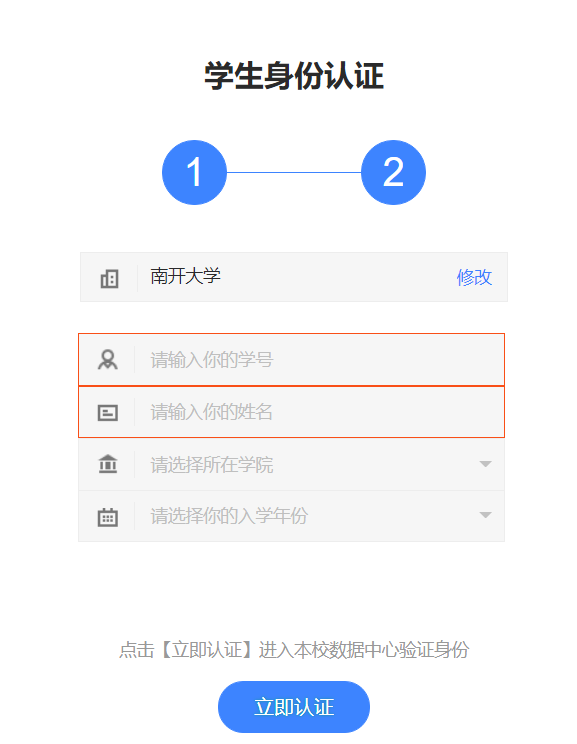 学生身份认证
1 2
南开大学 修改
请输入你的学号
请输入你的姓名
请选择所在学院
请选择你的入学年份
点击【立即认证】进入本校数据中心验证身份
立即认证